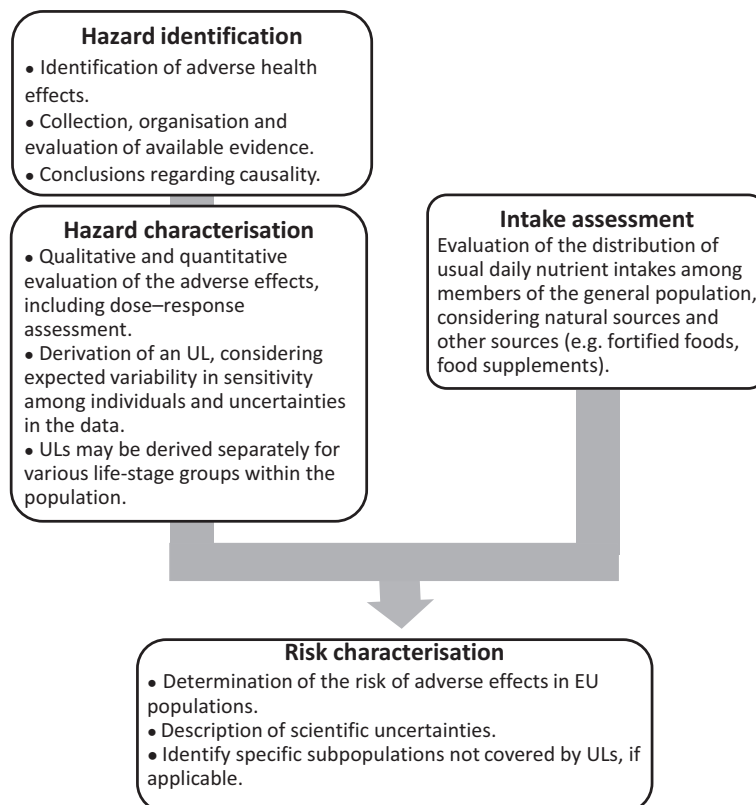 Hazard identification
● Identification of adverse health
effects.
● Collection, organisation and
evaluation of available evidence.
● Conclusions regarding causality.
Hazard characterisation
● Qualitative and quantitative
evaluation of the adverse effects,
including dose–response
assessment.
● Derivation of an UL, considering
expected variability in sensitivity
among individuals and uncertainties
in the data.
● ULs may be derived separately for
various life-stage groups within the
population.
Intake assessment
Evaluation of the distribution of
usual daily nutrient intakes among
members of the general population,
considering natural sources and
other sources (e.g. fortified foods,
food supplements).
Risk characterisation
● Determination of the risk of adverse effects in EU
populations.
● Description of scientific uncertainties.
● Identify specific subpopulations not covered by ULs, if
applicable.